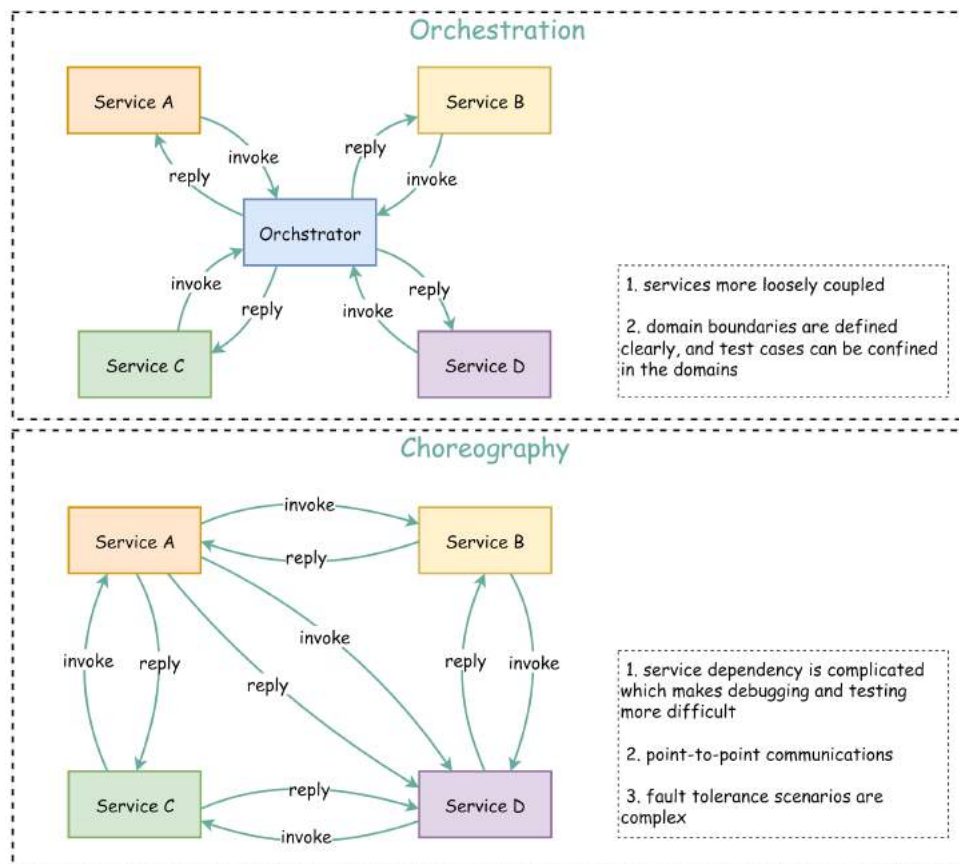 Orchestration
Service A
Service B
invoke
reply
reply
invoke
Orchstrator
invoke
reply
reply
invoke
Service C
Service D
1. services more loosely coupled
2. domain boundaries are defined
clearly, and test cases can be confined
in the domains
Choreography
Service A
invoke
Service B
reply
invoke
reply
invoke
reply
reply
invoke
Service C
reply
invoke
Service D
1. service dependency is complicated
which makes debugging and testing
more difficult
2. point-to-point communications
3. fault tolerance scenarios are
complex